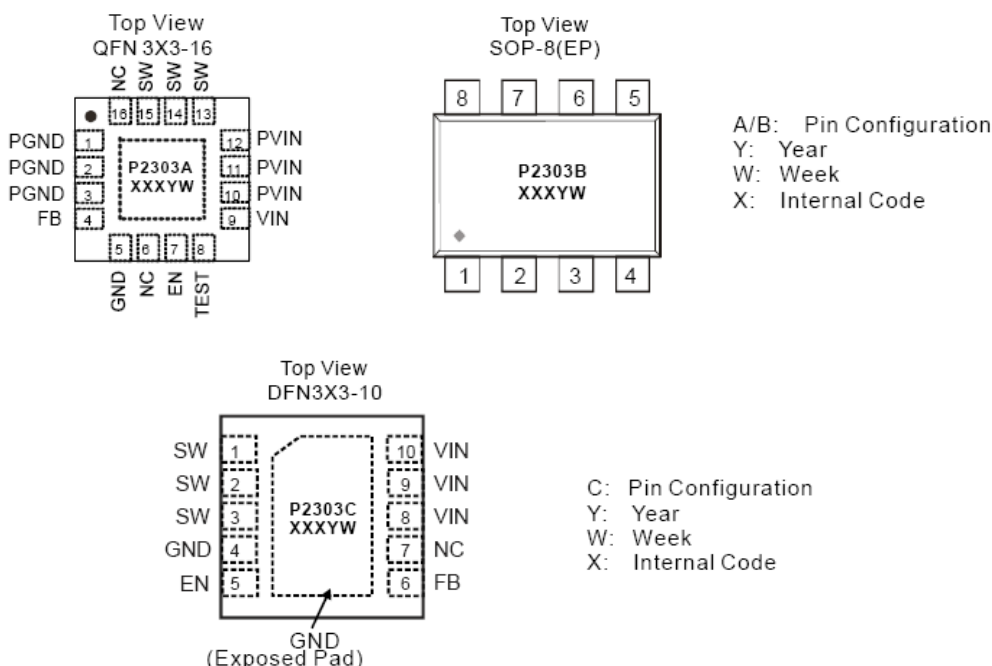 Top View
QFN 3X3-16
NC SW SW SW
16 15 14 13
PGND 1 12 PVIN
PGND 2 11 PVIN
PGND 3 10 PVIN
FB 4 9 VIN
P2303A
XXXYW
5 6 7 8
GND NC EN TEST
Top View
SOP-8(EP)
8 7 6 5
P2303B
XXXYW
1 2 3 4
A/B: Pin Configuration
Y: Year
W: Week
X: Internal Code
Top View
DFN3X3-10
SW 1 10 VIN
SW 2 9 VIN
SW 3 8 VIN
GND 4 7 NC
EN 5 6 FB
P2303C
XXXYW
GND
(Exposed Pad)
C: Pin Configuration
Y: Year
W: Week
X: Internal Code